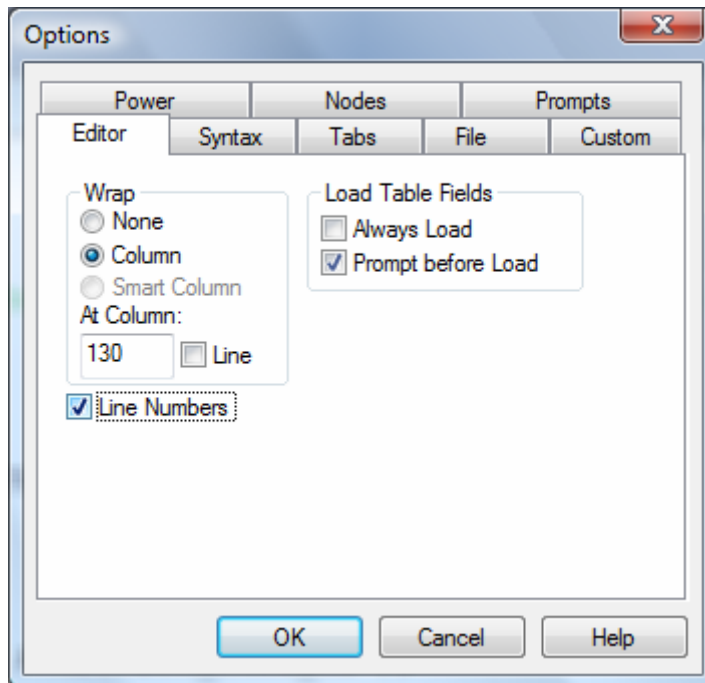 Options
Power Nodes Prompts
Editor Syntax Tabs File Custom
Wrap
None
Column
Smart Column
At Column:
130 Line
Line Numbers
Load Table Fields
Always Load
Prompt before Load
OK Cancel Help